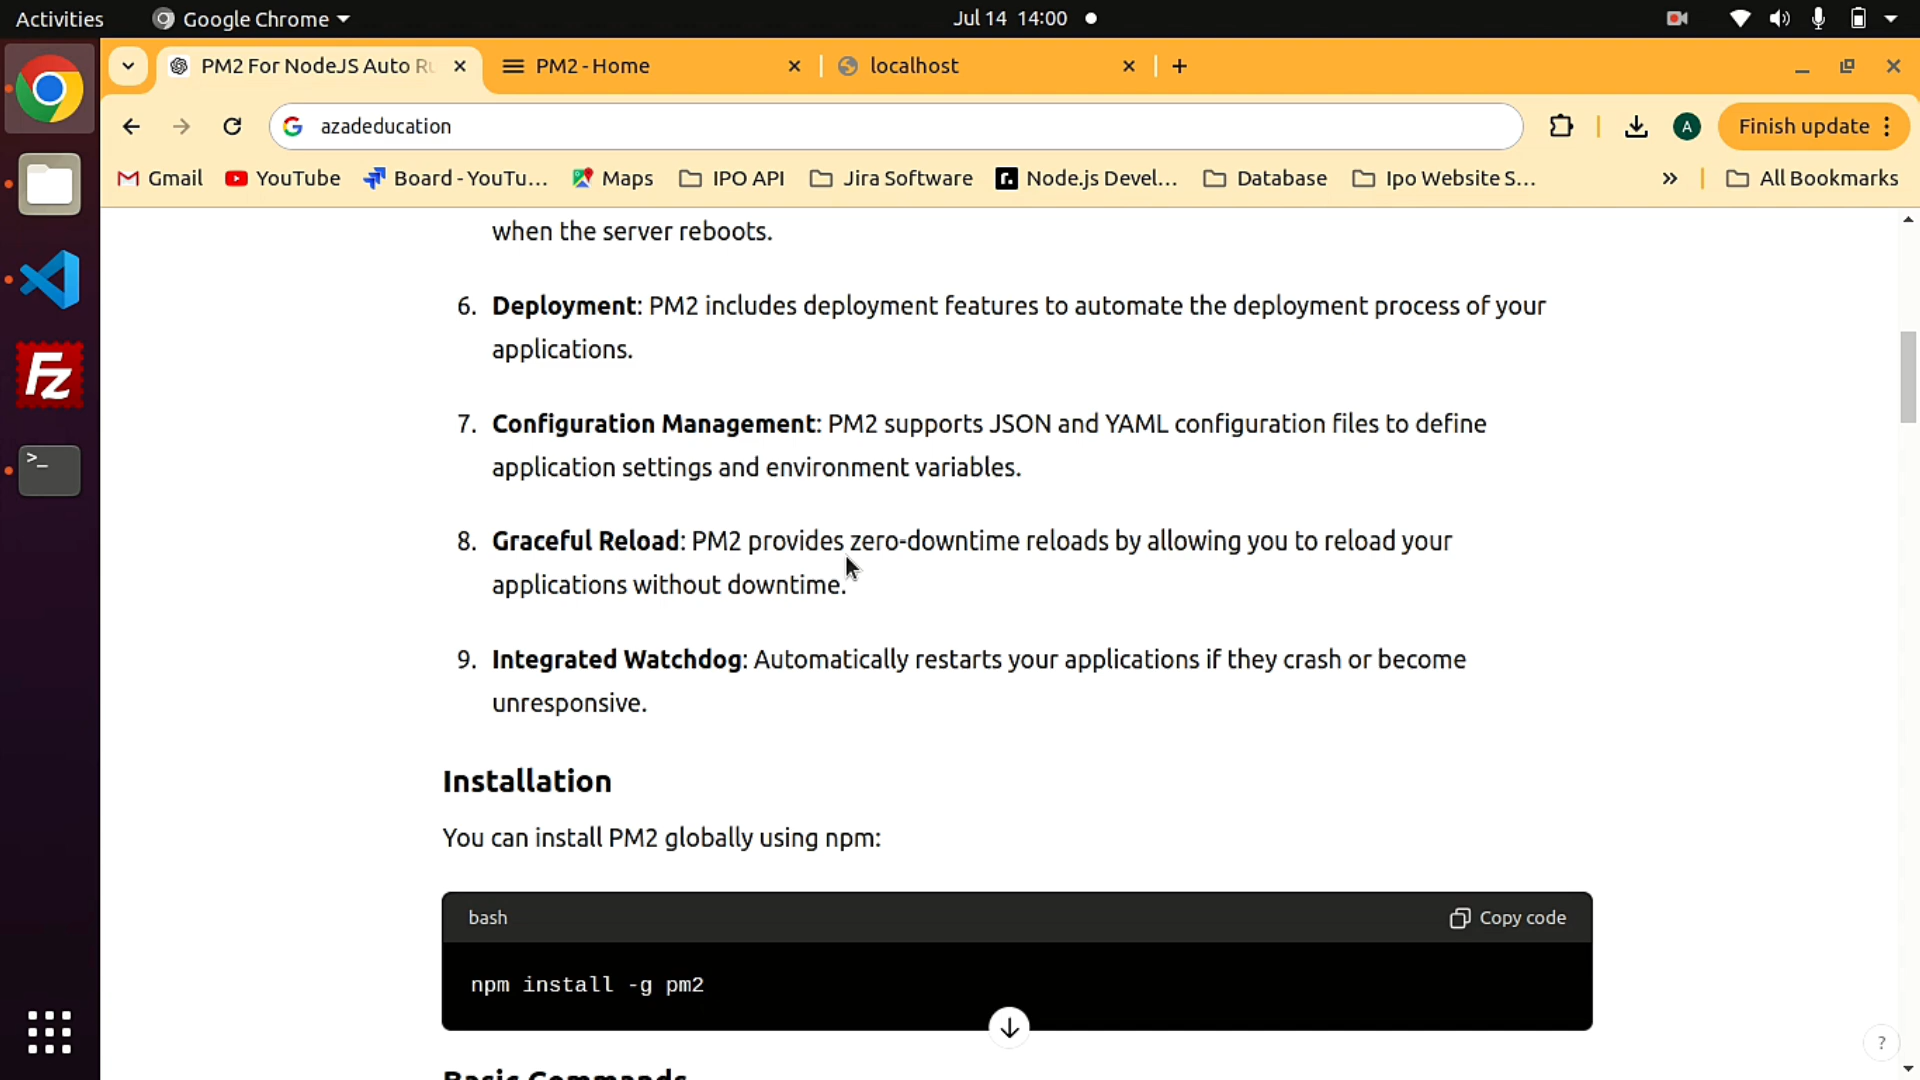 Activities
Google Chrome
Jul 14 14:00
PM2 For NodeJS Auto Ru
PM2 - Home
localhost
azadeducation
A
Finish update
Gmail
YouTube
Board - YouTu...
Maps
IPO API
Jira Software
Node.js Devel...
Database
Ipo Website S...
All Bookmarks
when the server reboots.
6. Deployment: PM2 includes deployment features to automate the deployment process of your
applications.
7. Configuration Management: PM2 supports JSON and YAML configuration files to define
application settings and environment variables.
8. Graceful Reload: PM2 provides zero-downtime reloads by allowing you to reload your
applications without downtime.
9. Integrated Watchdog: Automatically restarts your applications if they crash or become
unresponsive.
Installation
You can install PM2 globally using npm:
bash
Copy code
npm install -g pm2
Basic Commands
?